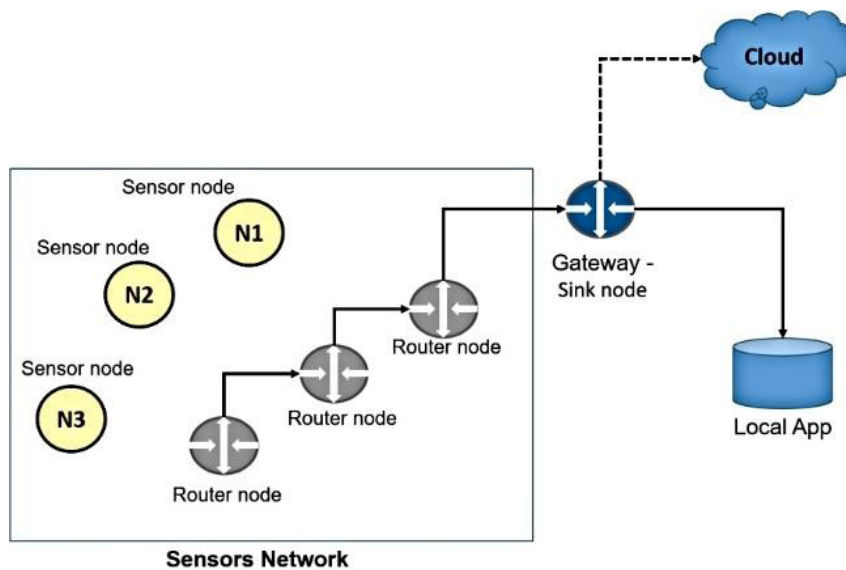 Cloud
Sensor node
N1
Sensor node
N2
Gateway -
Sink node
Router node
Sensor node
N3
Router node
Local App
Router node
Sensors Network